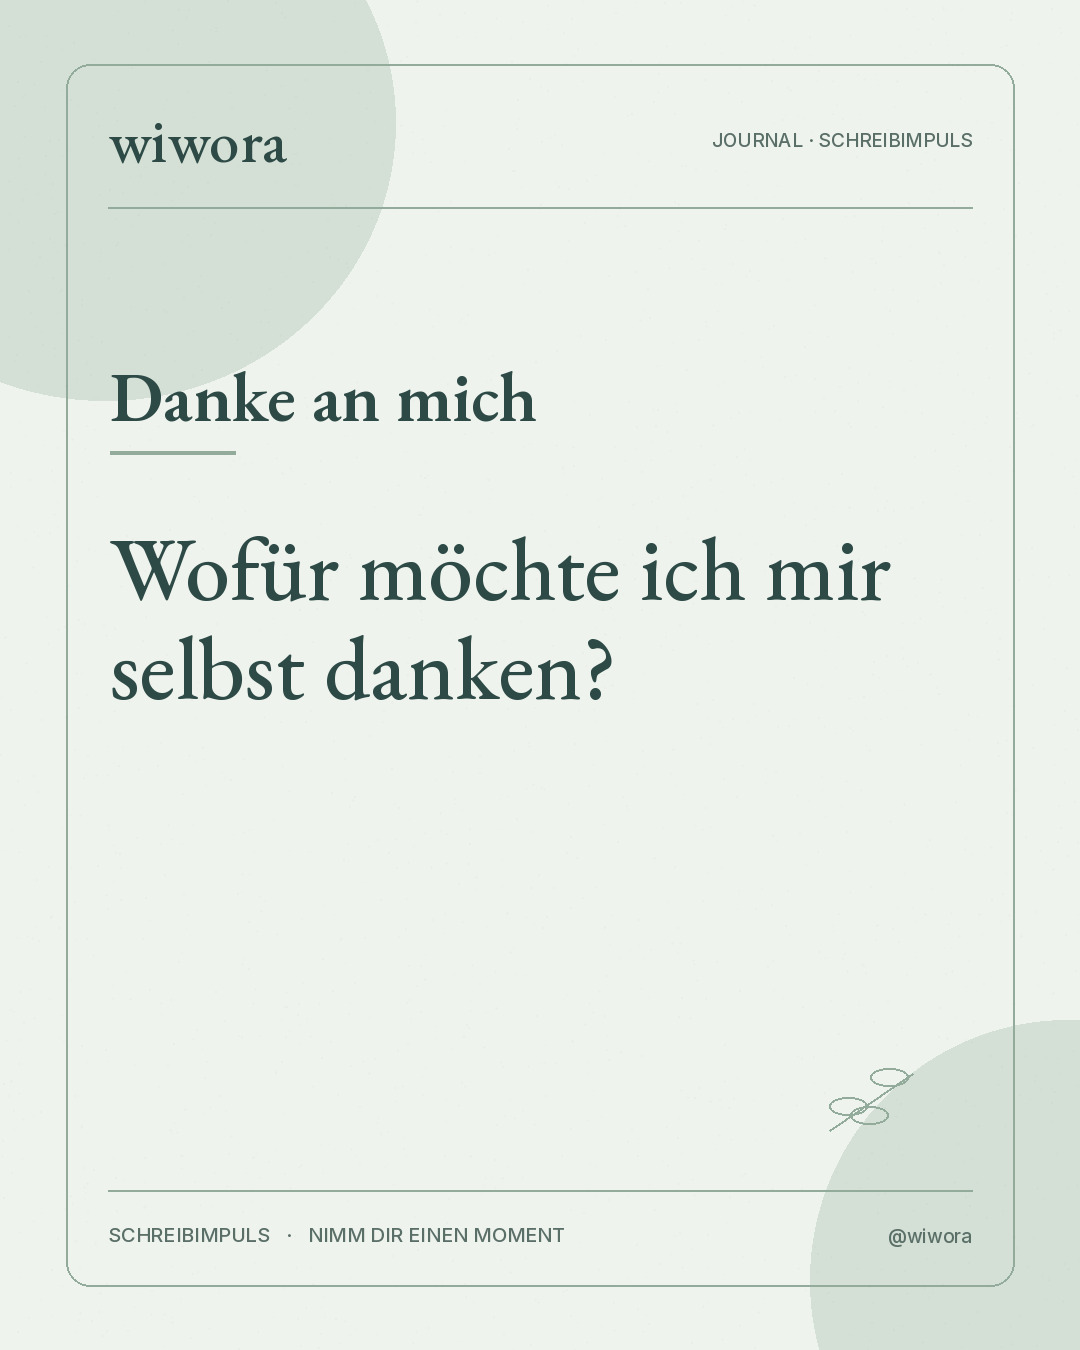 wiwora
JOURNAL · SCHREIBIMPULS
Danke an mich
Wofür möchte ich mir
selbst danken?
SCHREIBIMPULS · NIMM DIR EINEN MOMENT
@wiwora